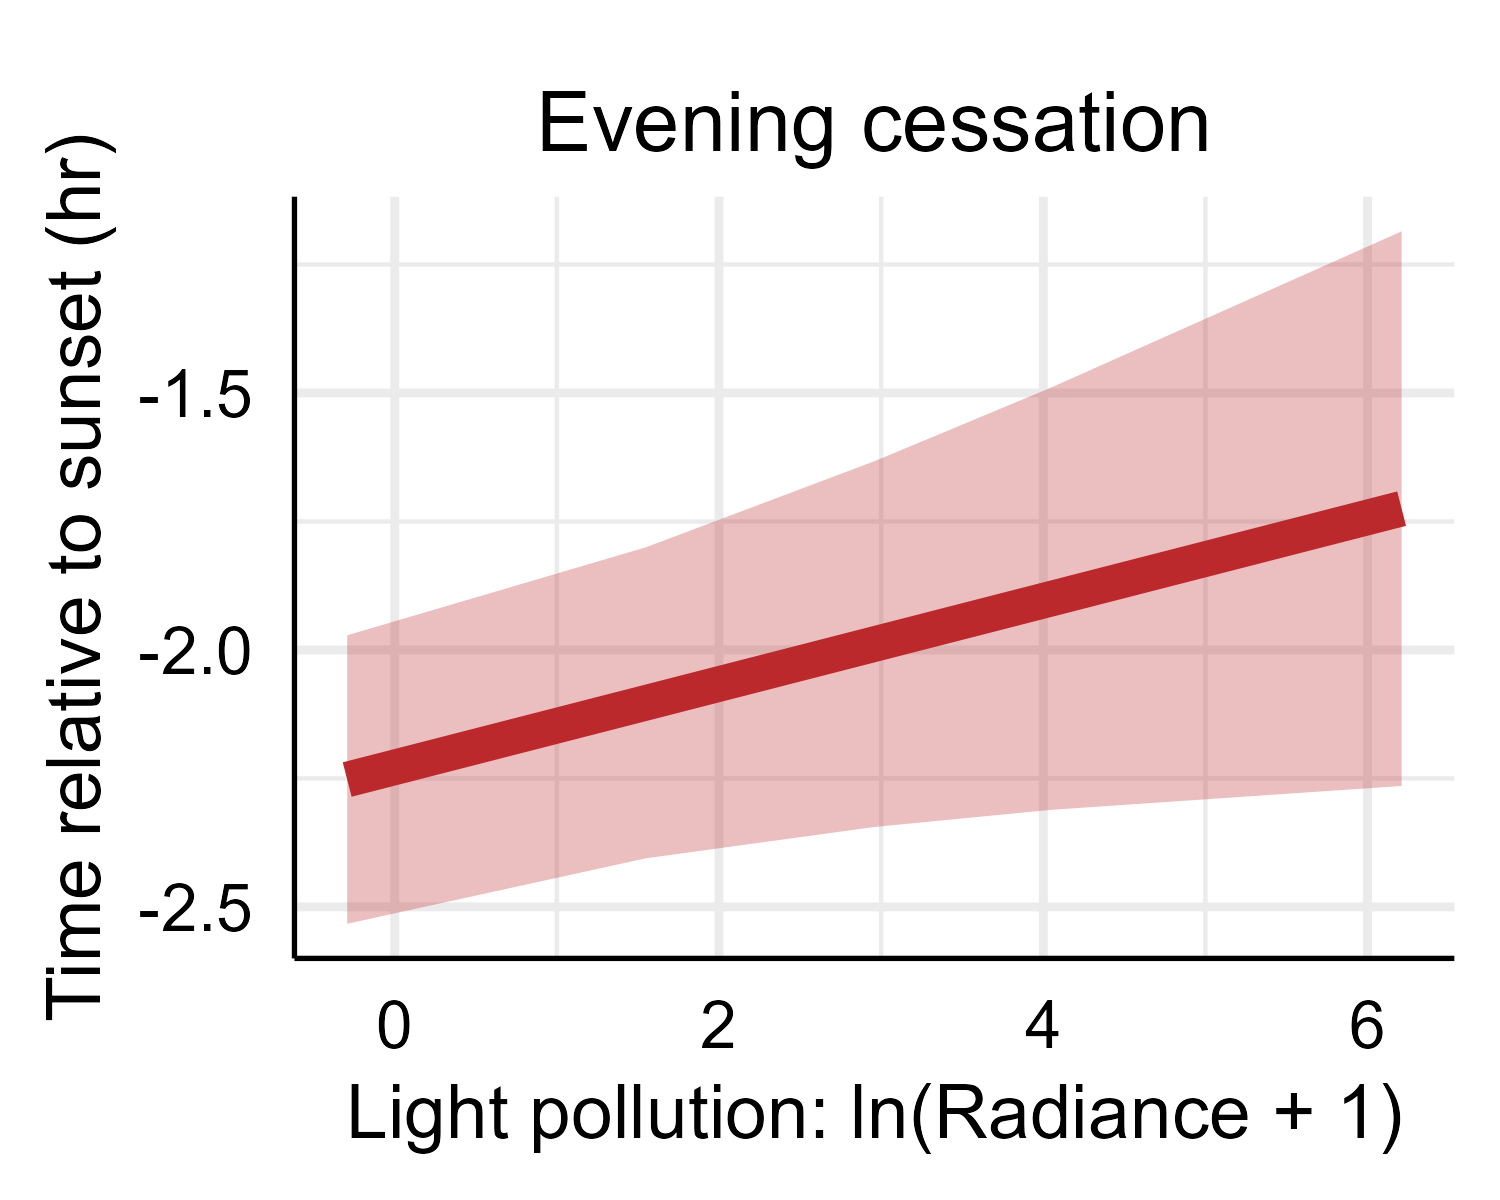 Evening cessation
Time relative to sunset (hr)
-1.5
-2.0
-2.5
0 2 4 6
Light pollution: ln(Radiance + 1)